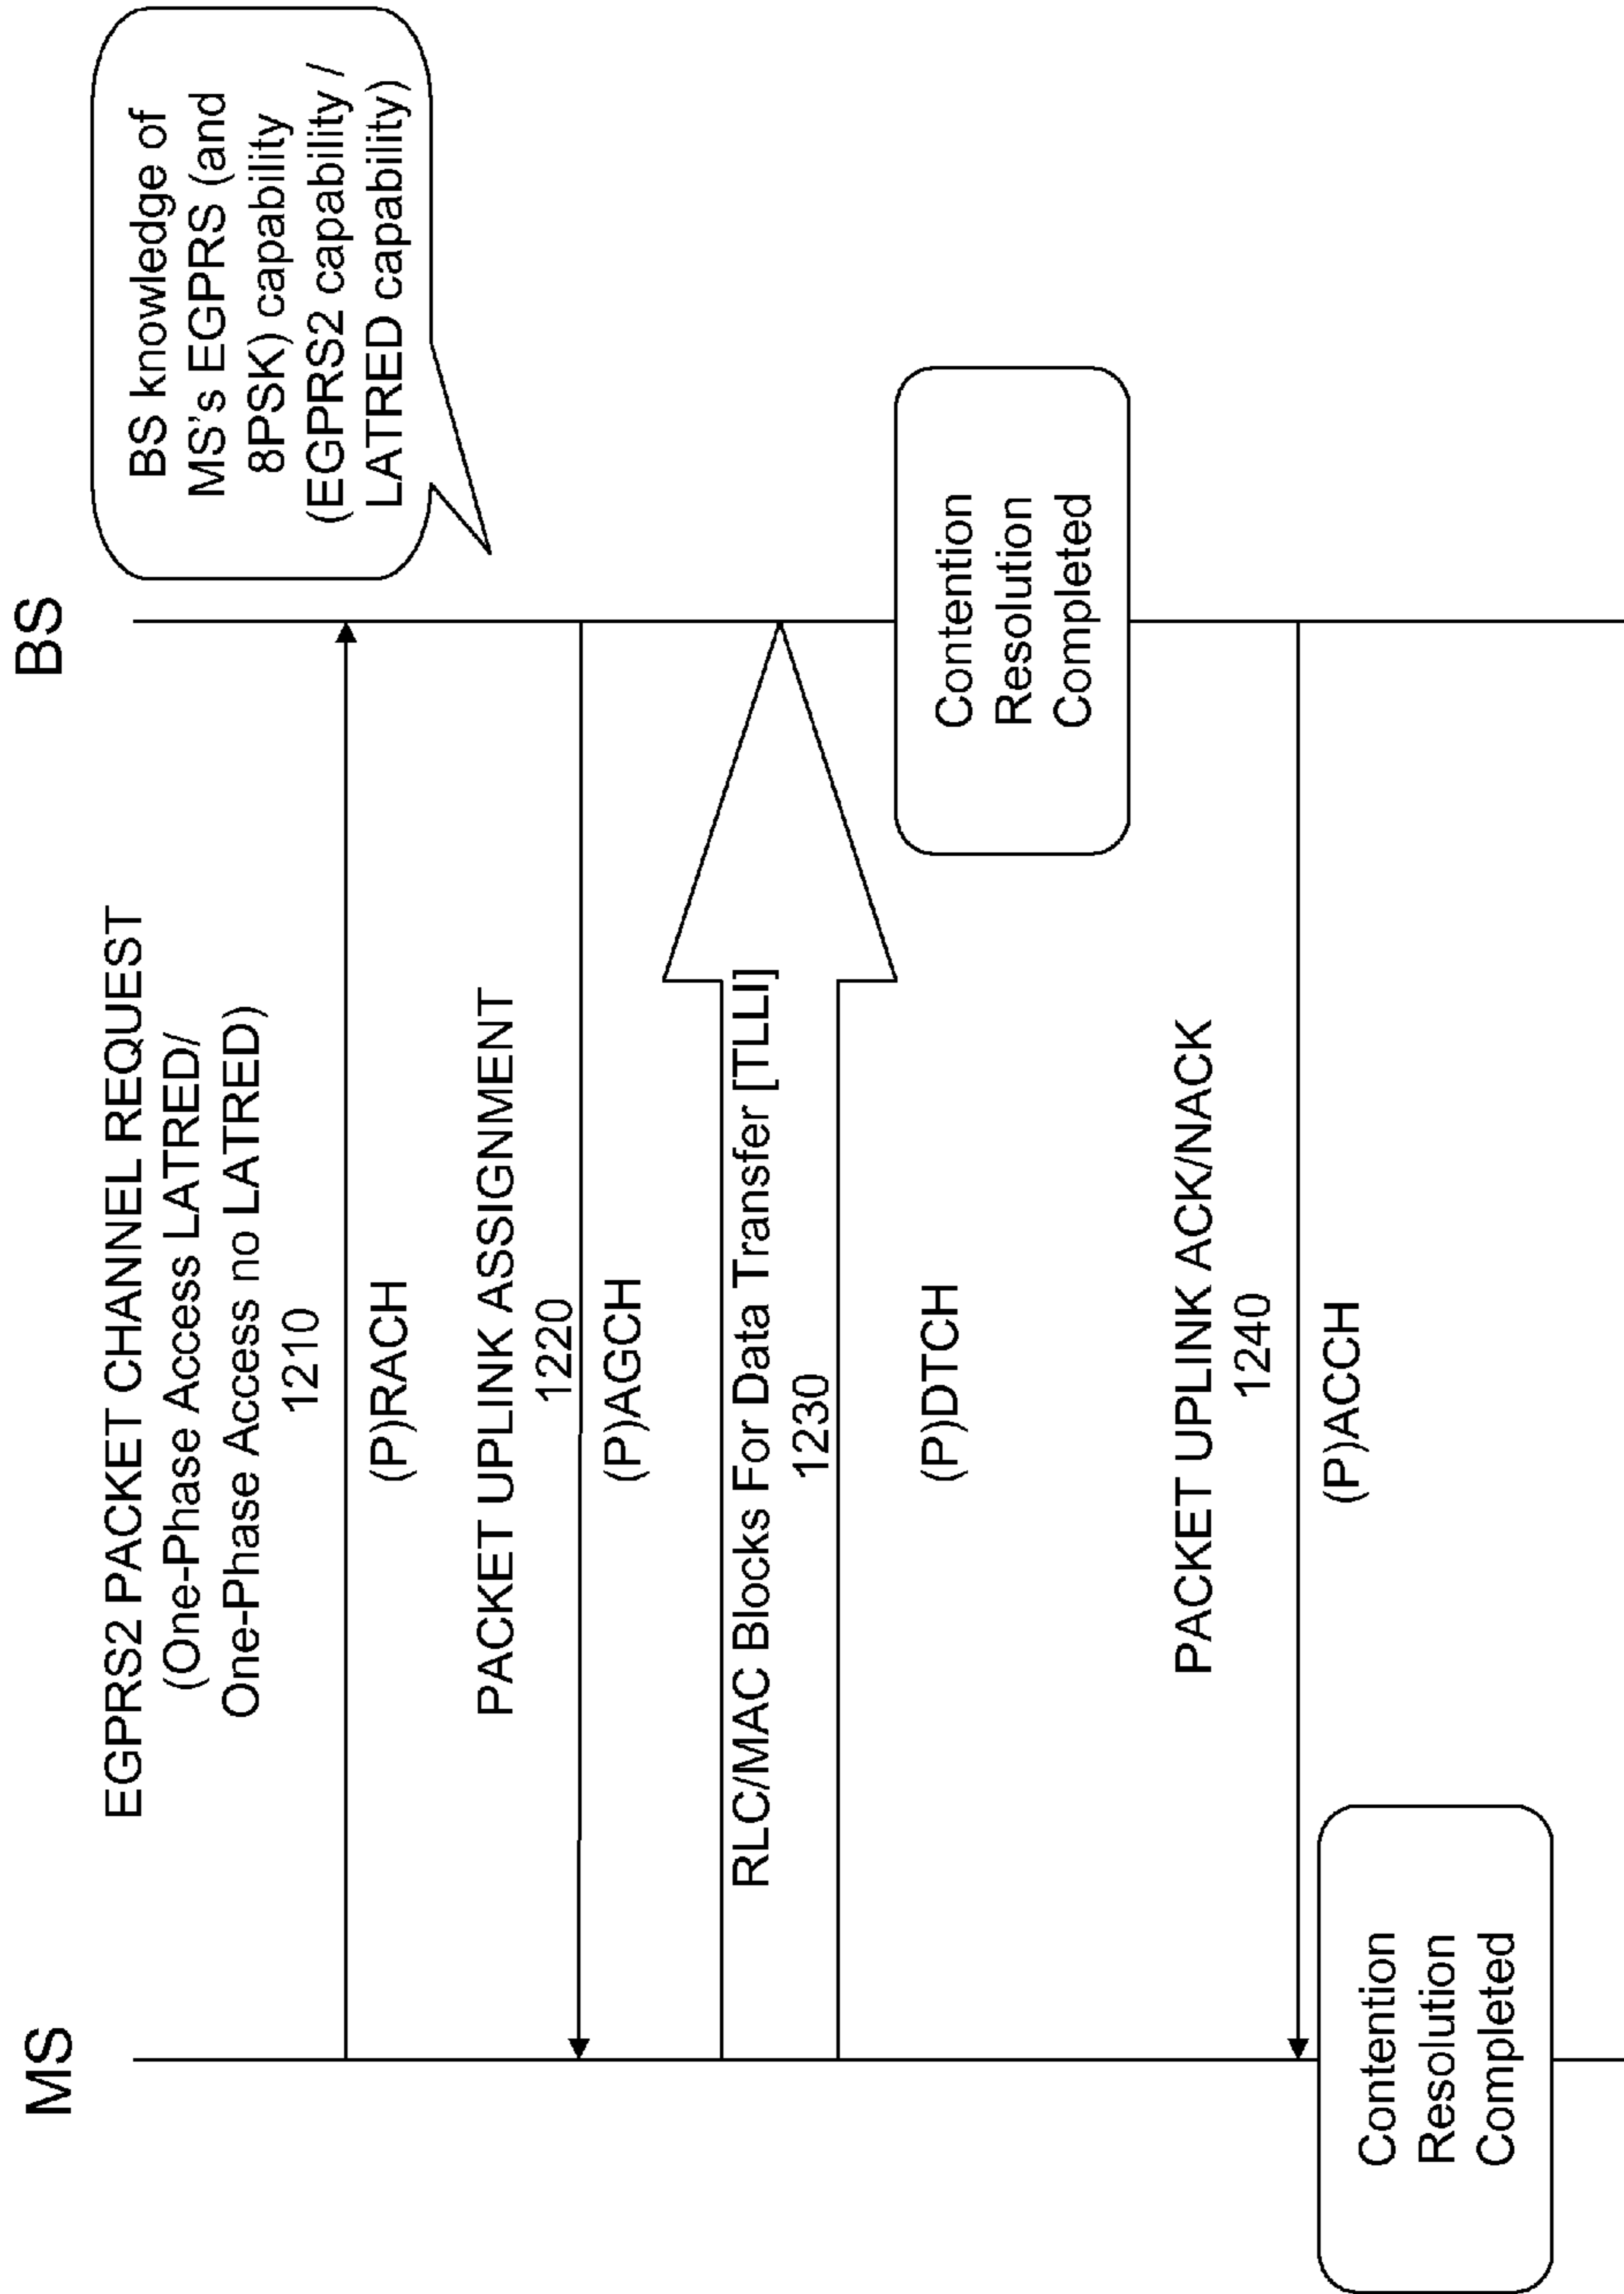 MS
BS
EGPRS2 PACKET CHANNEL REQUEST
(One-Phase Access LATRED/
One-Phase Access no LATRED)
1210
(P)RACH
BS knowledge of
MS's EGPRS (and
8PSK) capability
(EGPRS2 capability /
LATRED capability)
PACKET UPLINK ASSIGNMENT
1220
(P)AGCH
RLC/MAC Blocks For Data Transfer [TLLI]
1230
(P)DTCH
Contention
Resolution
Completed
PACKET UPLINK ACK/NACK
1240
(P)ACCH
Contention
Resolution
Completed